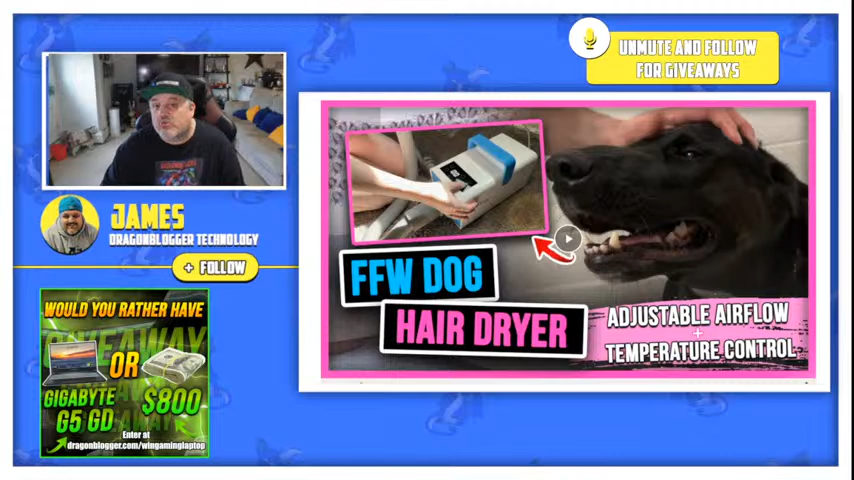 UNMUTE AND FOLLOW
FOR GIVEAWAYS
JAMES
DRAGONBLOGGER TECHNOLOGY
+ FOLLOW
FFW DOG
HAIR DRYER
ADJUSTABLE AIRFLOW
+
TEMPERATURE CONTROL
WOULD YOU RATHER HAVE
GIVEAWAY
OR
GIGABYTE
G5 GD
$800
Enter at
dragonblogger.com/wingaminglaptop